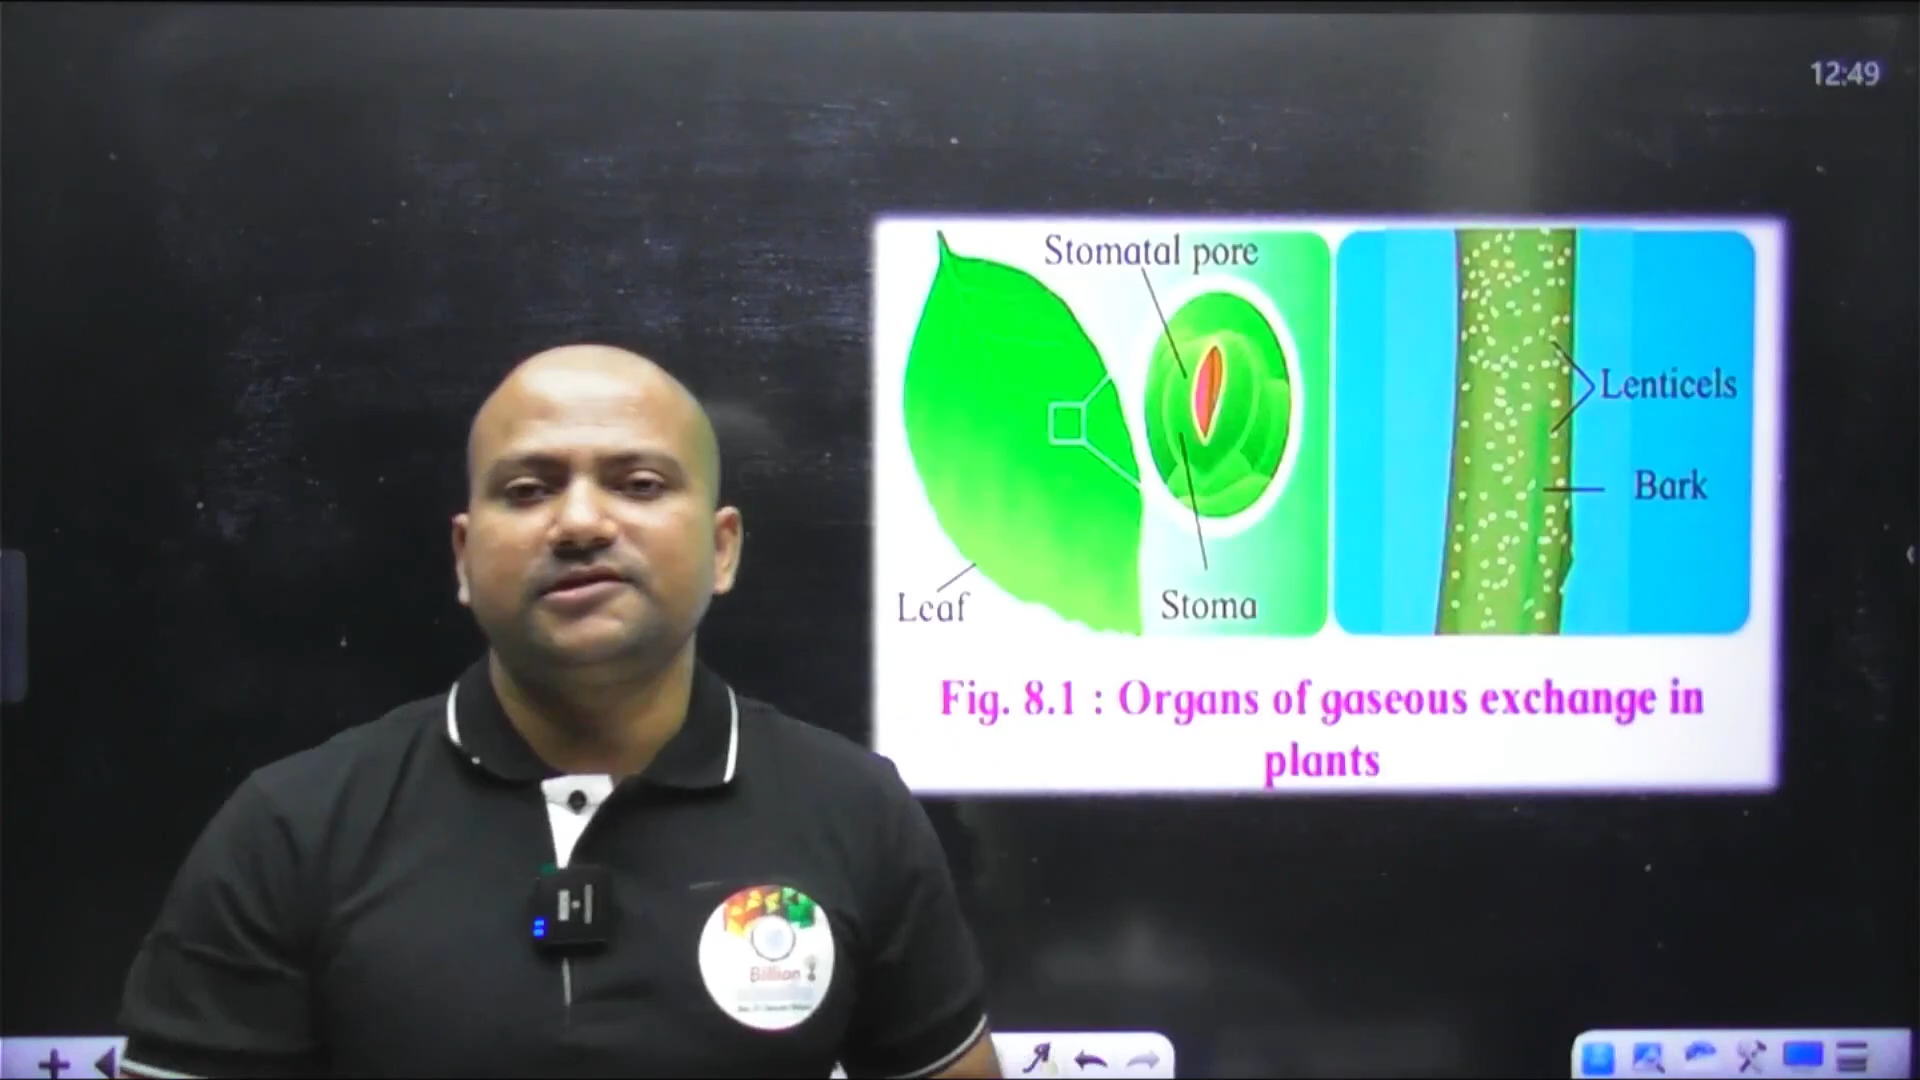 12:49
Stomatal pore
Lenticels
Bark
Leaf
Stoma
Fig. 8.1 : Organs of gaseous exchange in
plants
Billion